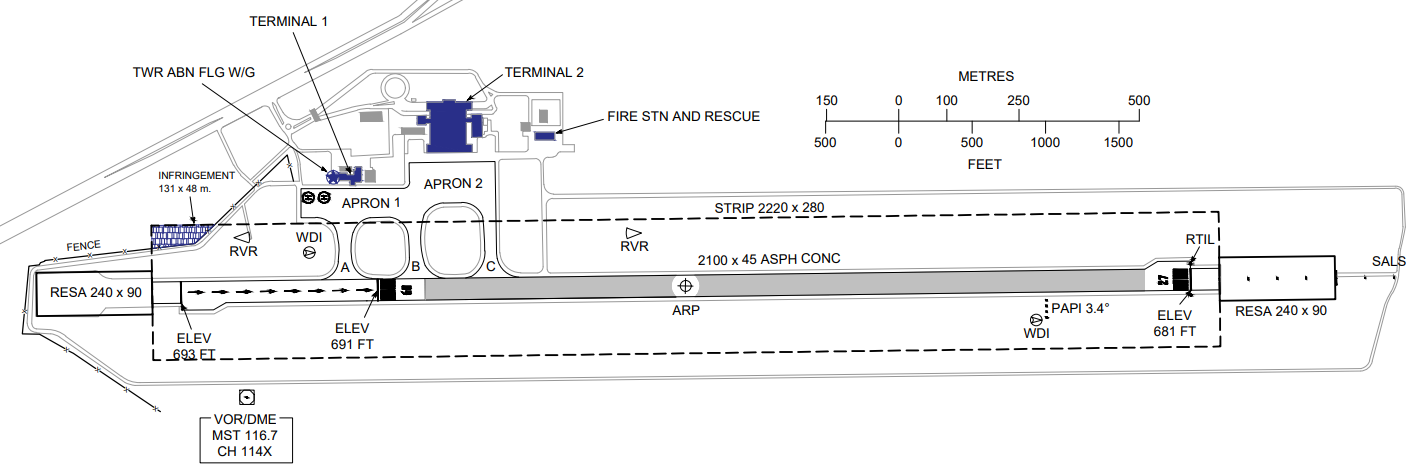 TERMINAL 1
TWR ABN FLG W/G
TERMINAL 2
FIRE STN AND RESCUE
METRES
150 0 100 250 500
500 0 500 1000 1500
FEET
INFRINGEMENT
131 x 48 m.
APRON 1
APRON 2
STRIP 2220 x 280
FENCE
RVR
WDI
RVR
RTIL
A
B
C
2100 x 45 ASPH CONC
SALS
RESA 240 x 90
09
27
ARP
PAPI 3.4°
WDI
RESA 240 x 90
ELEV
693 FT
ELEV
691 FT
ELEV
681 FT
VOR/DME
MST 116.7
CH 114X